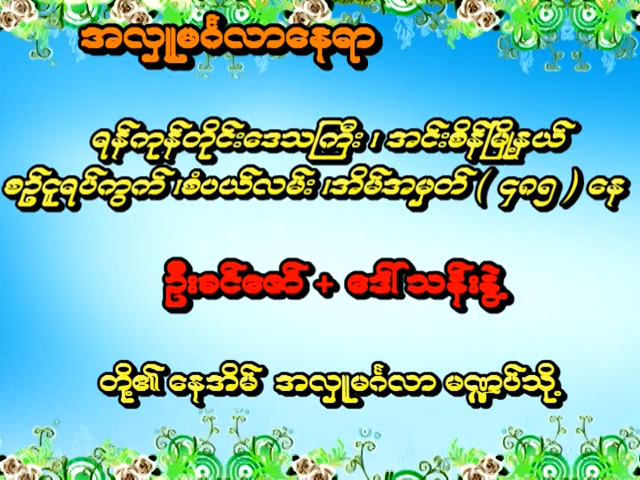 အလှူမင်္ဂလာနေရာ
ရန်ကုန်တိုင်းဒေသကြီး ၊ အင်းစိန်မြို့နယ်
စဉ့်ငူရပ်ကွက် ၊စံပယ်လမ်း ၊အိမ်အမှတ် ( ၄၈၅ ) နေ
ဦးခင်ဇော် + ဒေါ်သန်းနွဲ့
တို့၏ နေအိမ် အလှူမင်္ဂလာ မဏ္ဍပ်သို့